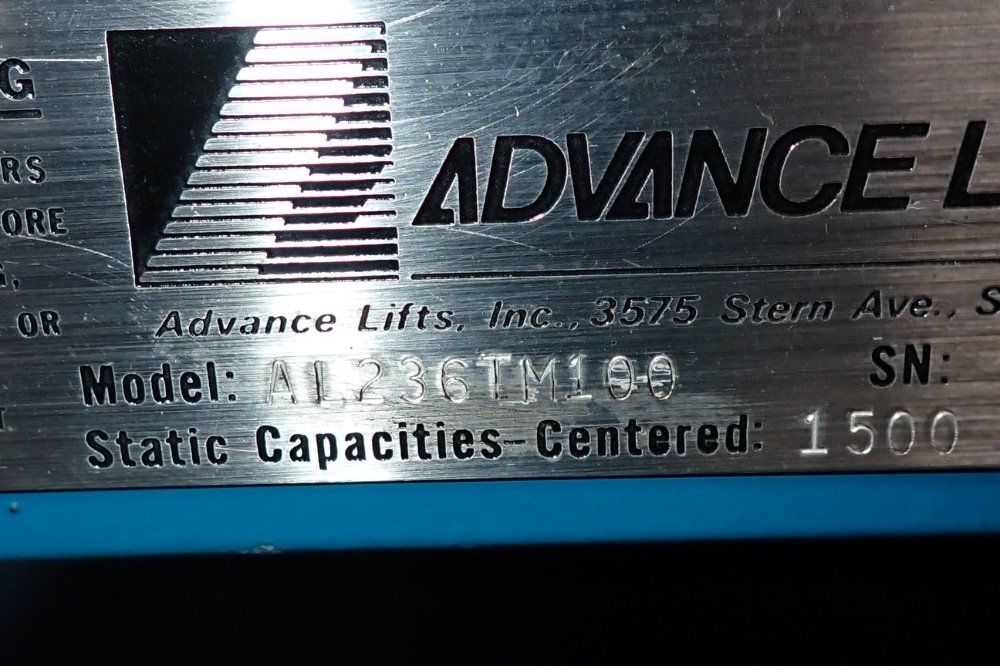 G
RS
ORE
OR
ADVANCE L
Advance Lifts, Inc., 3575 Stern Ave., S
Model: AL236TM100 SN:
Static Capacities-Centered: 1500